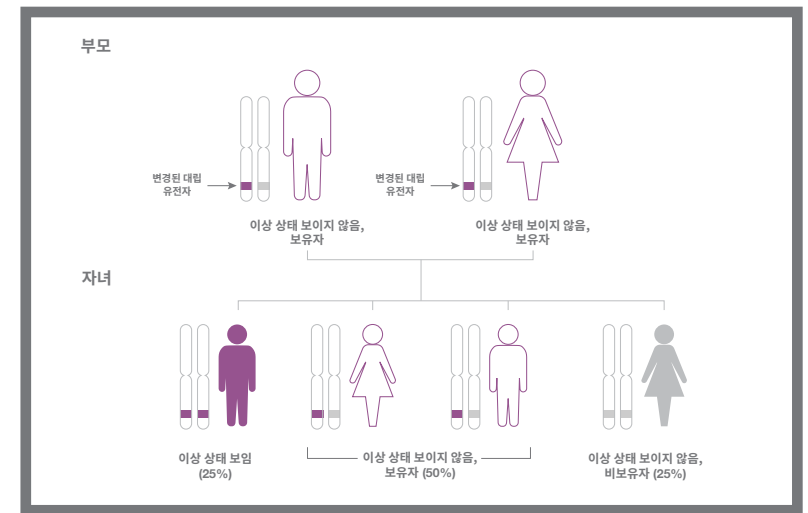 부모
변경된 대립
유전자
변경된 대립
유전자
이상 상태 보이지 않음,
보유자
이상 상태 보이지 않음,
보유자
자녀
이상 상태 보임
(25%)
이상 상태 보이지 않음,
보유자 (50%)
이상 상태 보이지 않음,
비보유자 (25%)